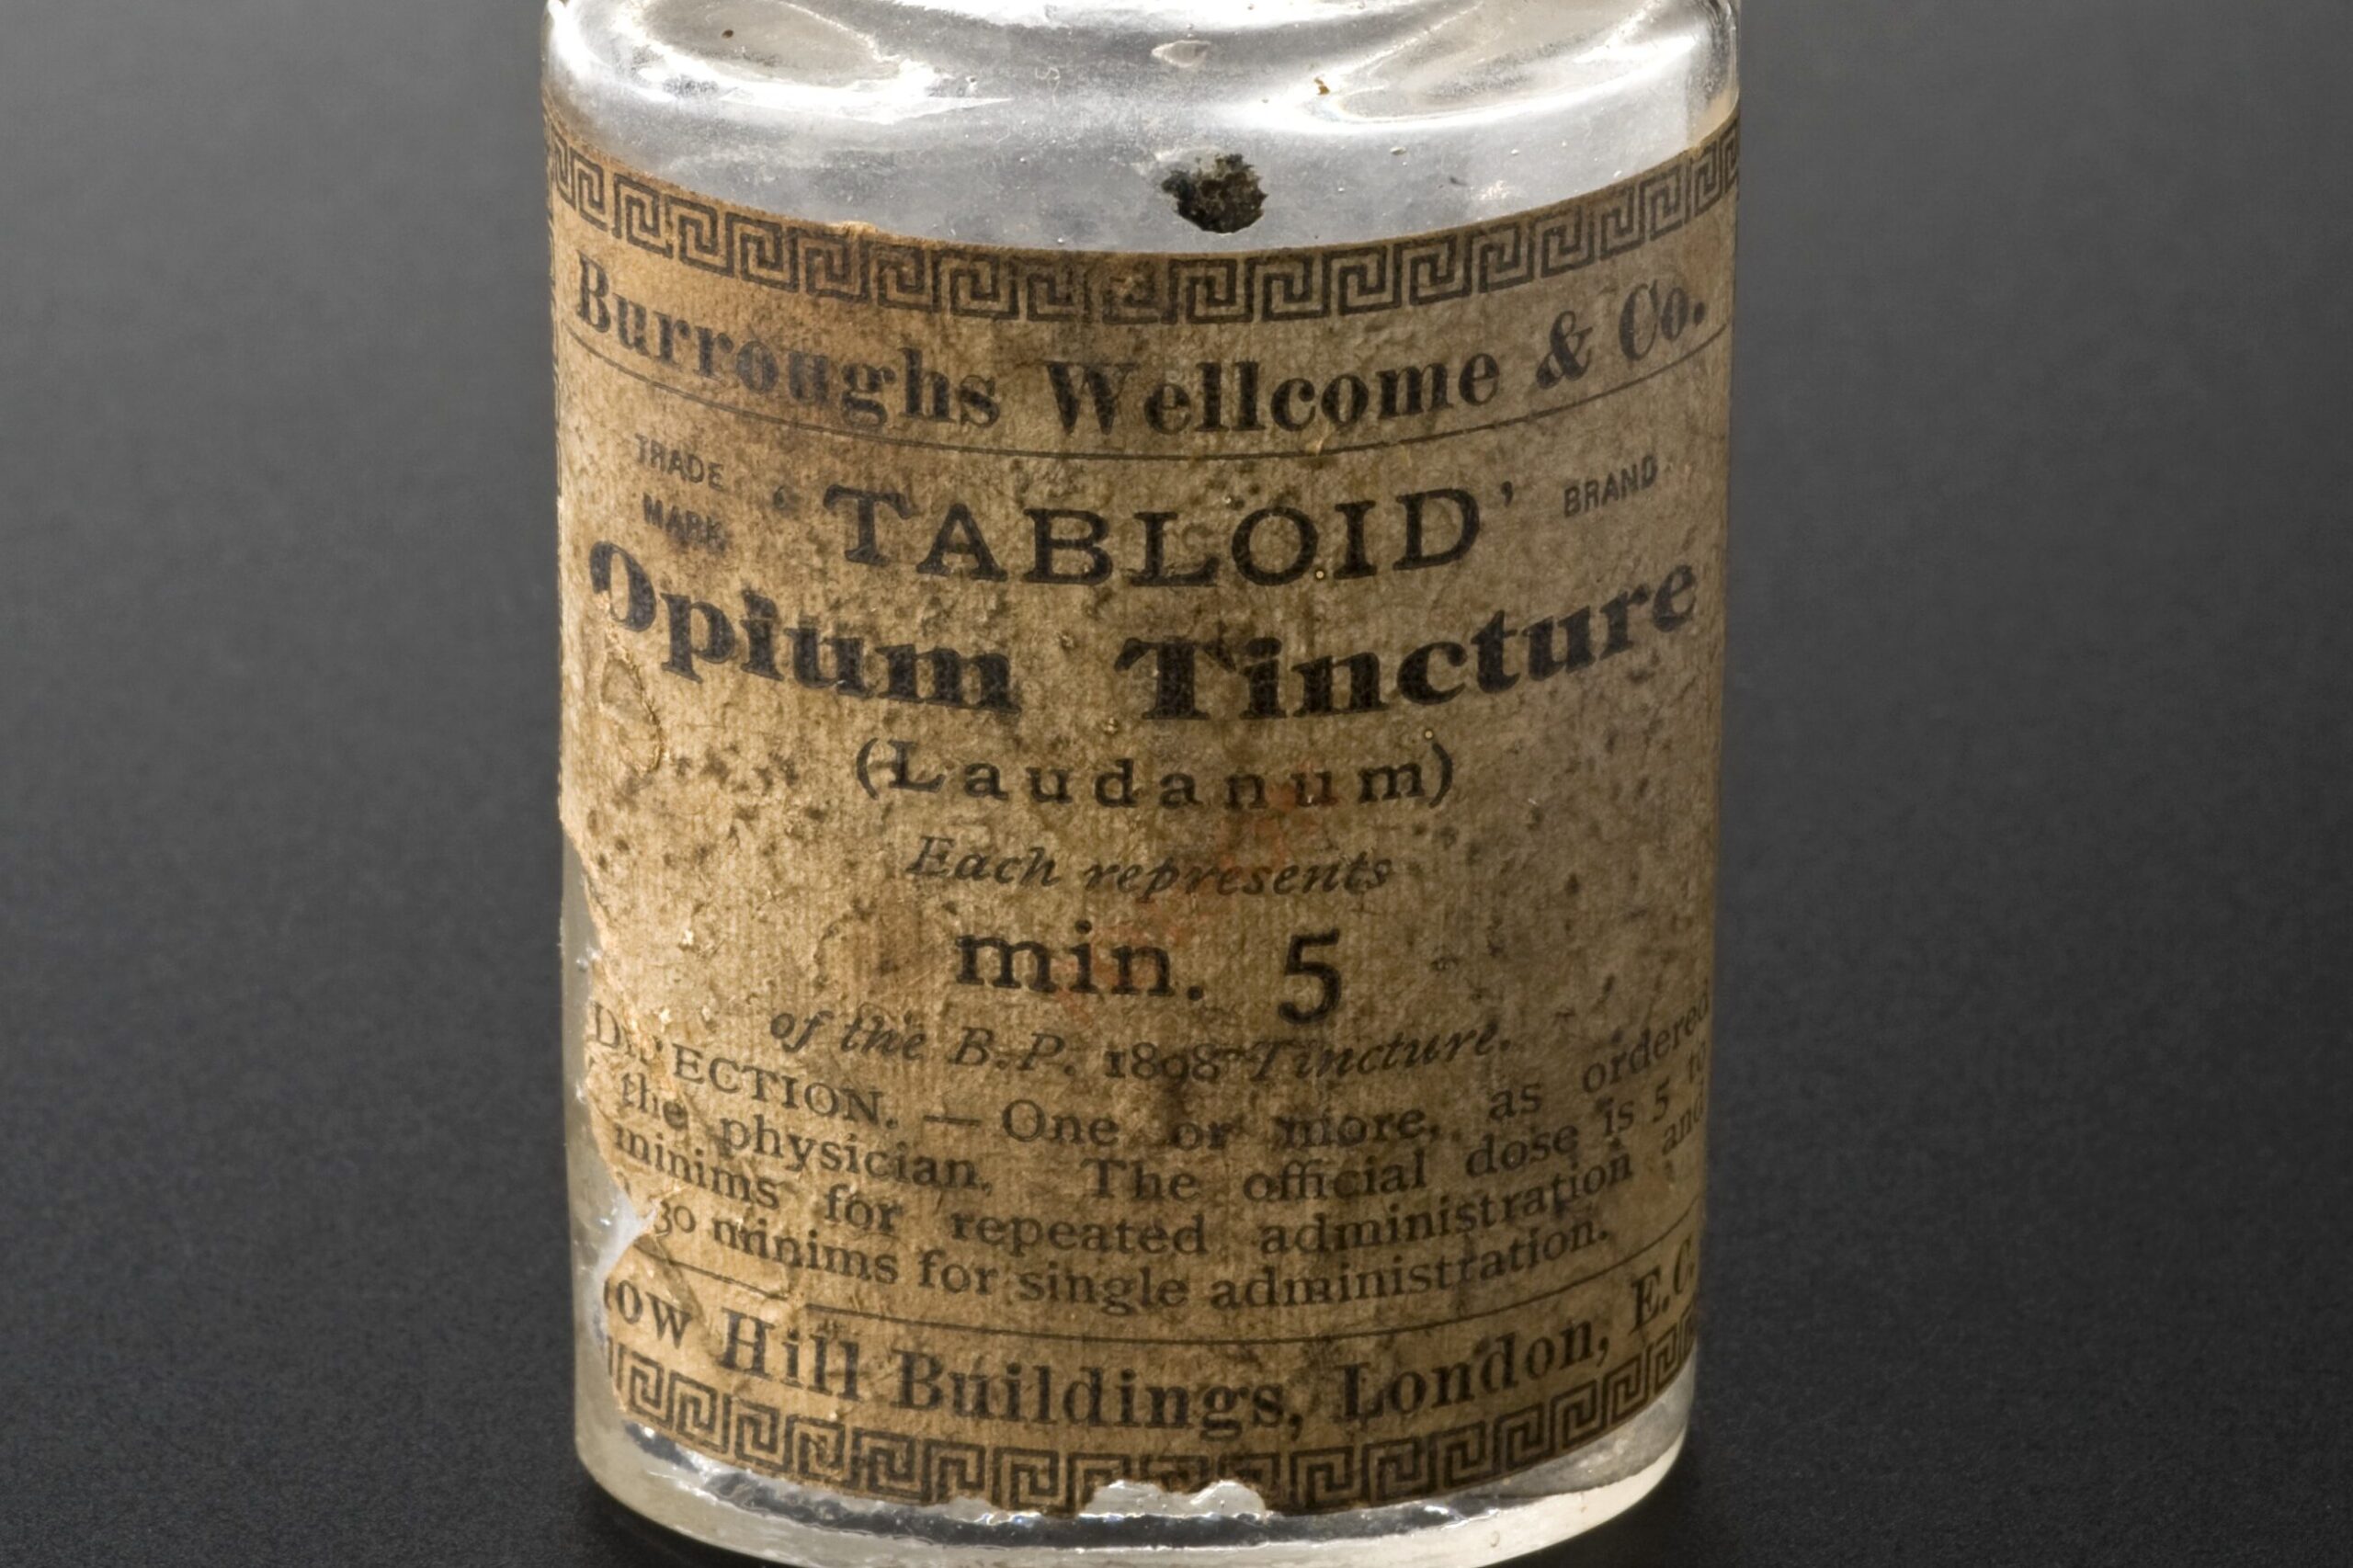 Burroughs Wellcome & Co.
TRADE MARK 'TABLOID' BRAND
Opium Tincture
(Laudanum)
Each represents
min. 5
of the B.P. 1898 Tincture.
One or more, as ordered
the physician. The official dose is 5 to
minims for repeated administration and
30 minims for single administration.
Hill Buildings, London, E.C.